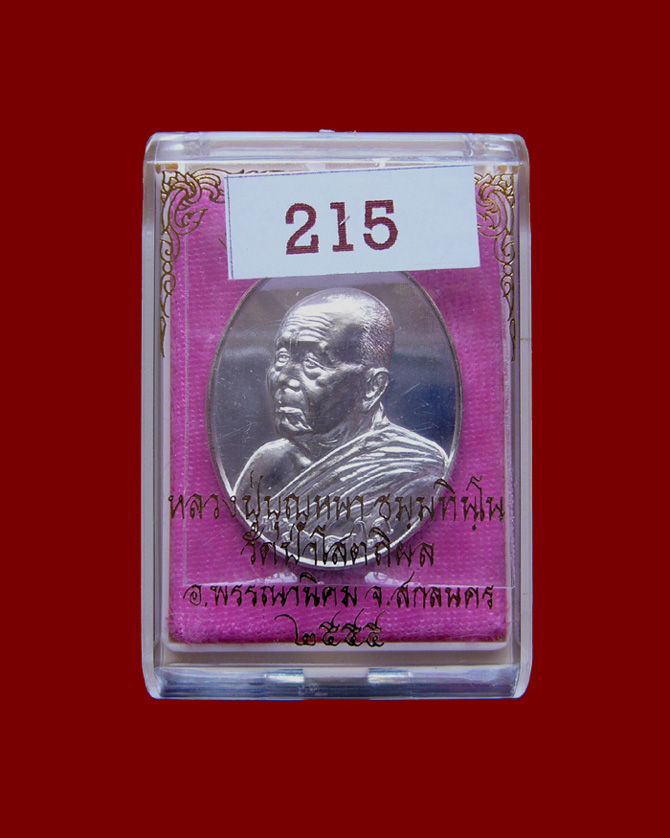 215
หลวงปู่บุญหนา ธมฺมทินฺโน
วัดป่าโสตถิผล
อ.พรรณานิคม จ.สกลนคร
๒๕๕๕